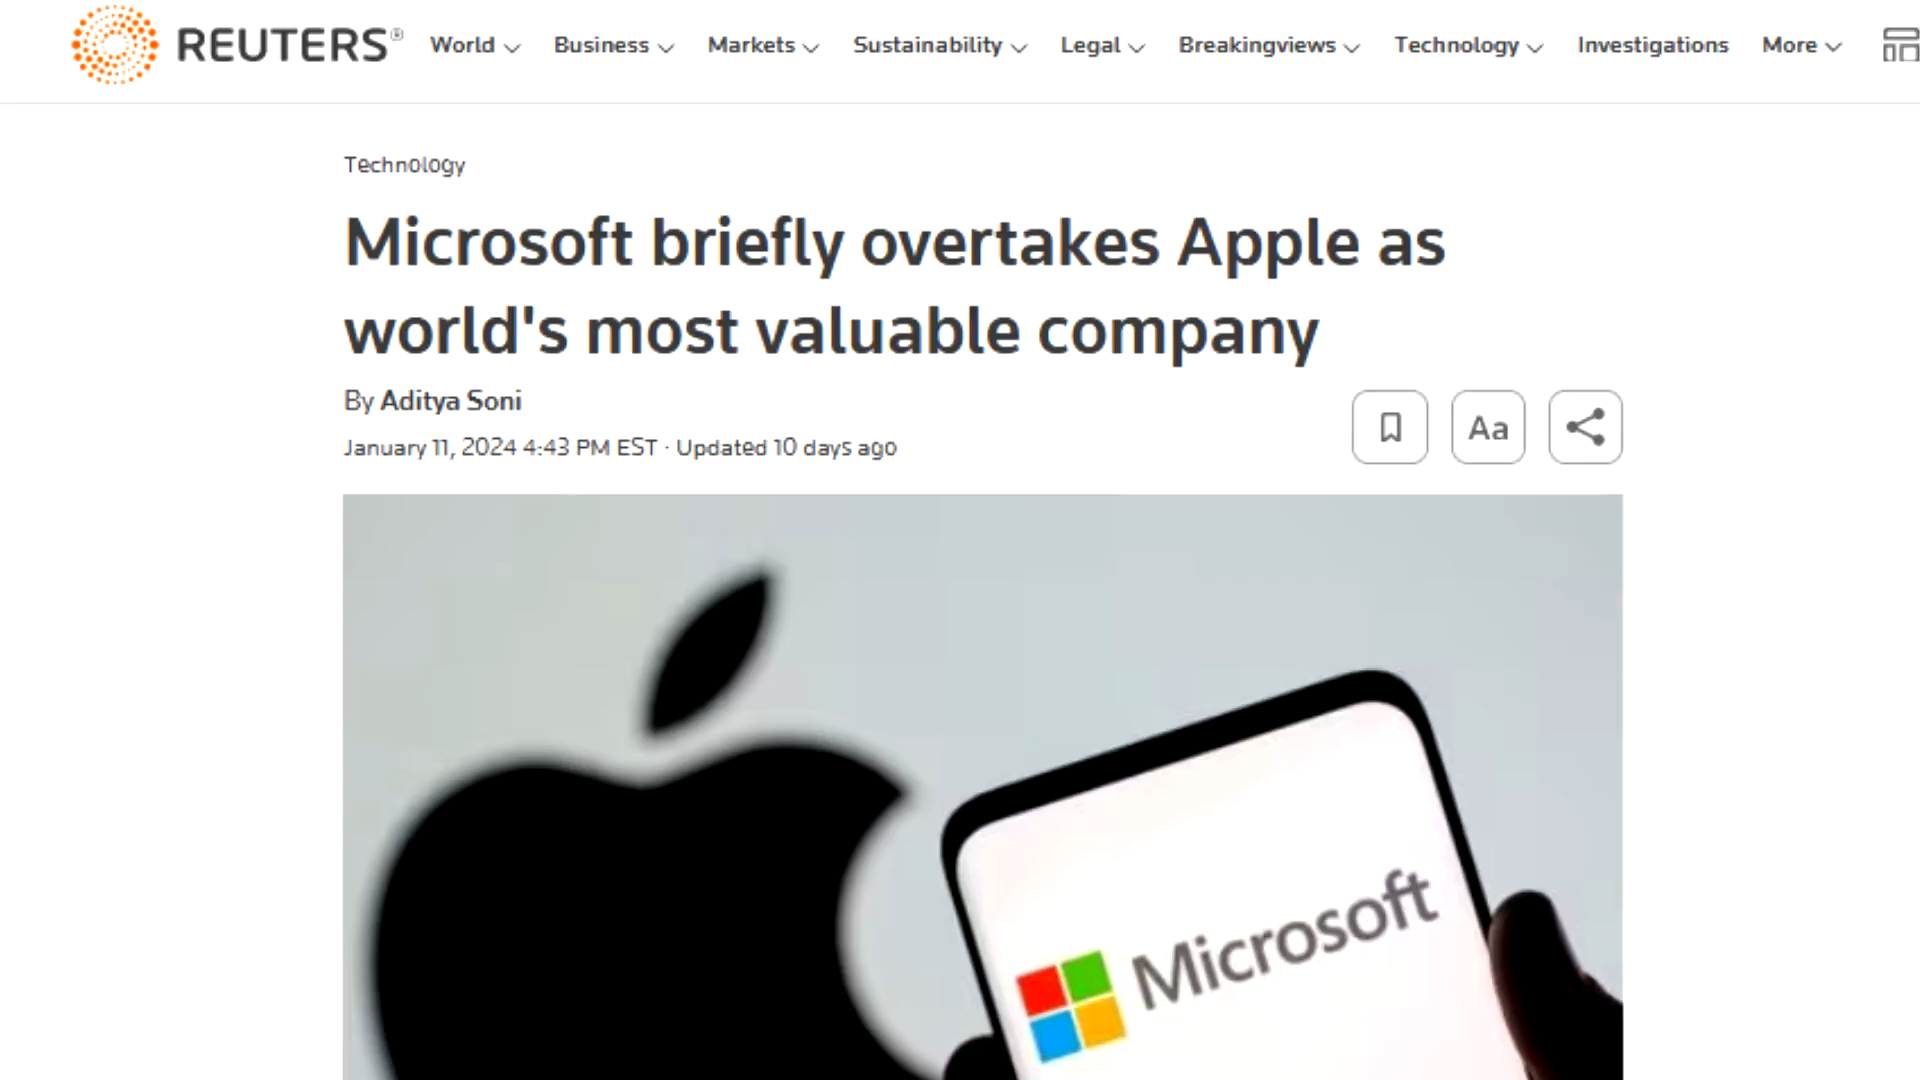 REUTERS®
World Business Markets Sustainability Legal Breakingviews Technology Investigations More
Technology
Microsoft briefly overtakes Apple as
world's most valuable company
By Aditya Soni
January 11, 2024 4:43 PM EST · Updated 10 days ago
Aa
Microsoft